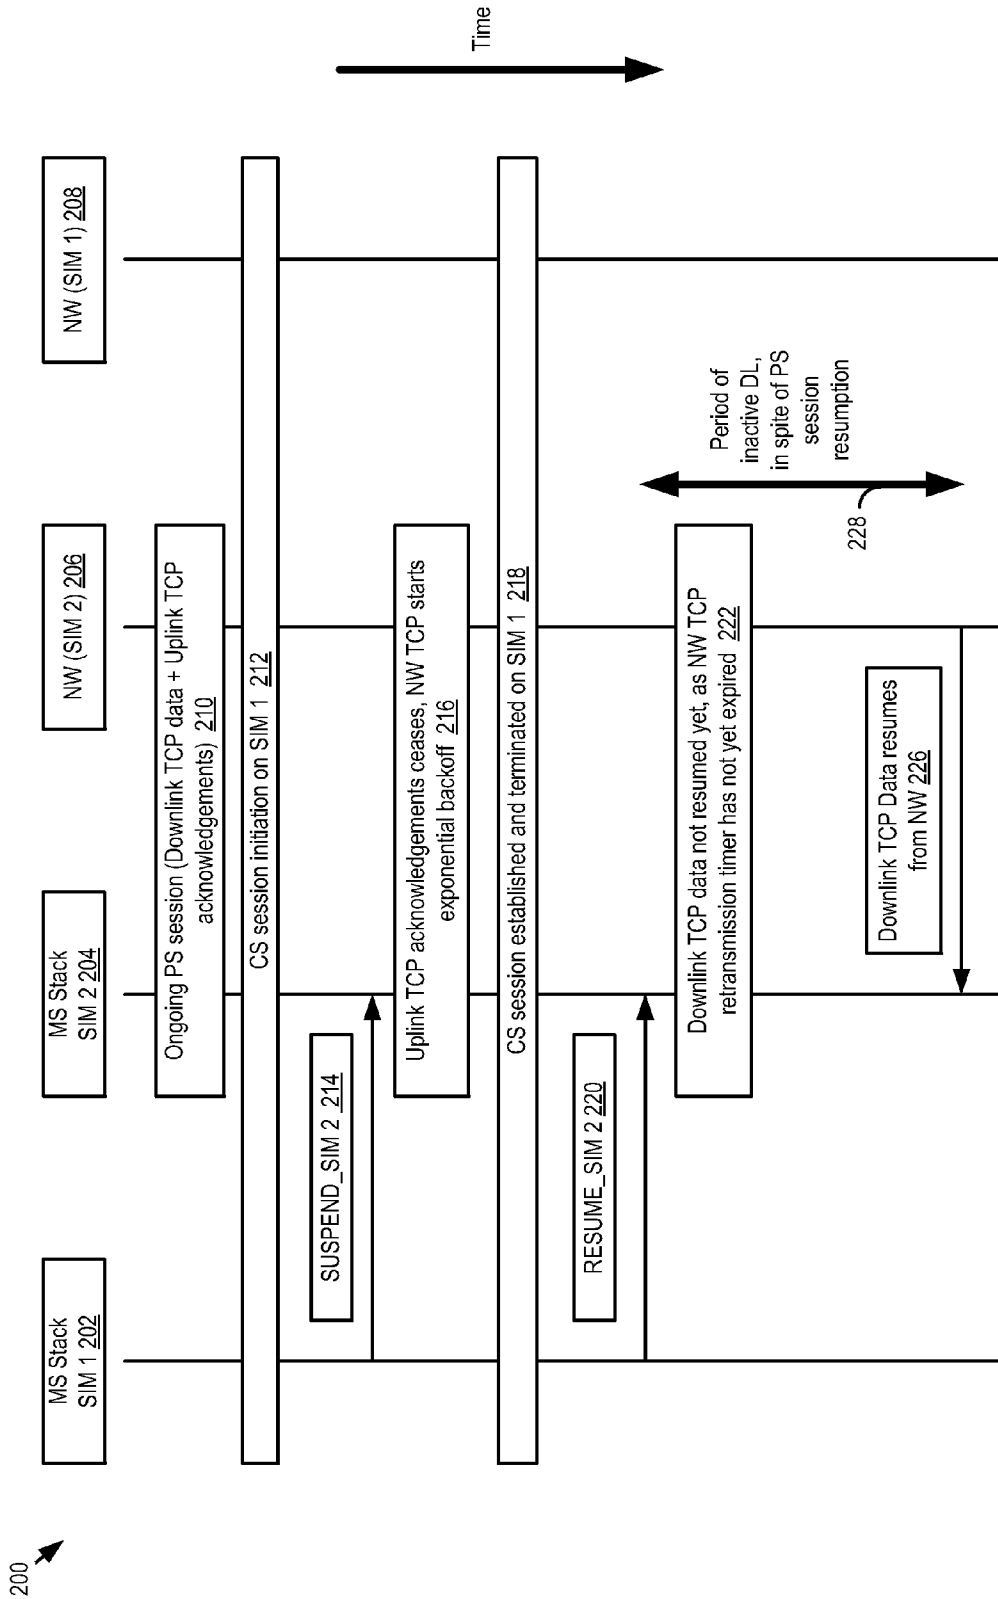 200
MS Stack
SIM 1 202
MS Stack
SIM 2 204
NW (SIM 2) 206
NW (SIM 1) 208
Time
Ongoing PS session (Downlink TCP data + Uplink TCP
acknowledgements) 210
CS session initiation on SIM 1 212
SUSPEND_SIM 2 214
Uplink TCP acknowledgements ceases, NW TCP starts
exponential backoff 216
CS session established and terminated on SIM 1 218
RESUME_SIM 2 220
Downlink TCP data not resumed yet, as NW TCP
retransmission timer has not yet expired 222
Period of
inactive DL,
in spite of PS
session
resumption
228
Downlink TCP Data resumes
from NW 226